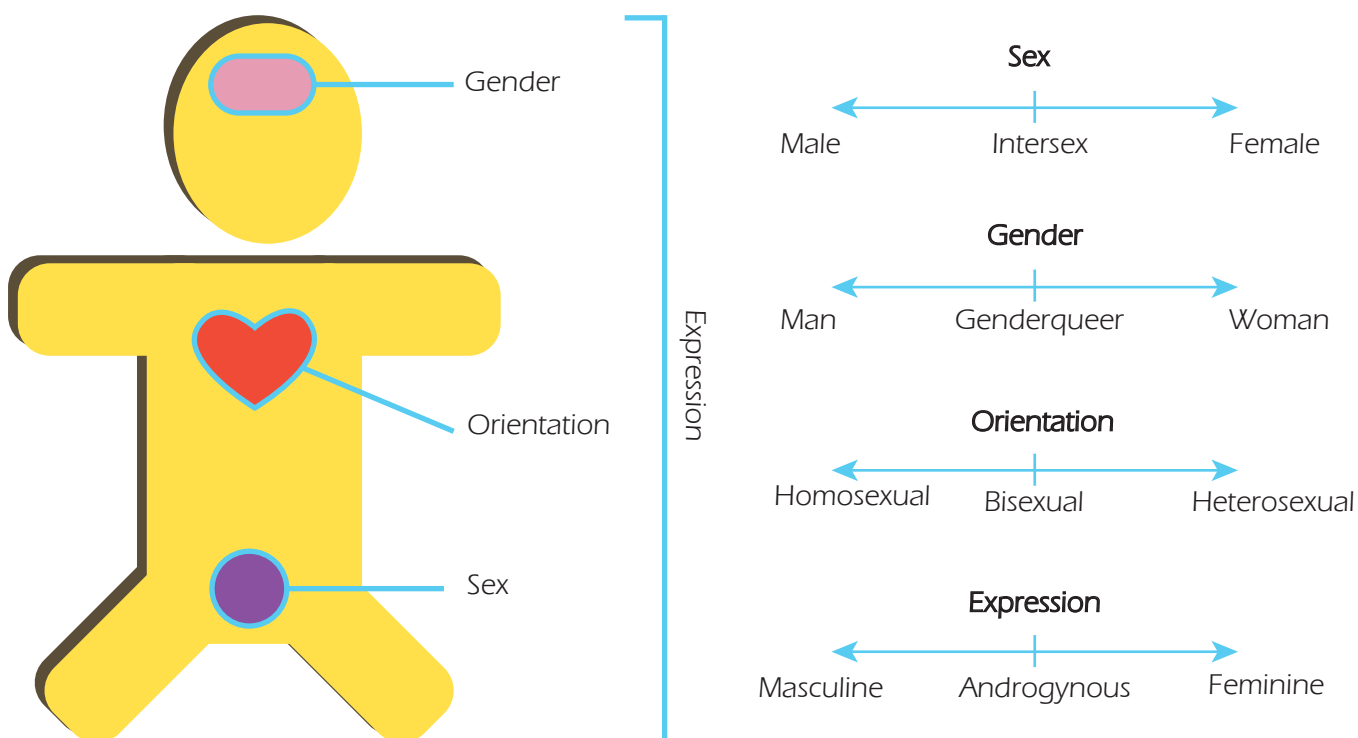 Gender
Orientation
Sex
Expression
Sex
Male Intersex Female
Gender
Man Genderqueer Woman
Orientation
Homosexual Bisexual Heterosexual
Expression
Masculine Androgynous Feminine